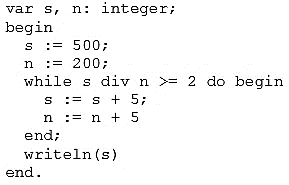 var s, n: integer;
begin
  s := 500;
  n := 200;
  while s div n >= 2 do begin
    s := s + 5;
    n := n + 5
  end;
  writeln(s)
end.